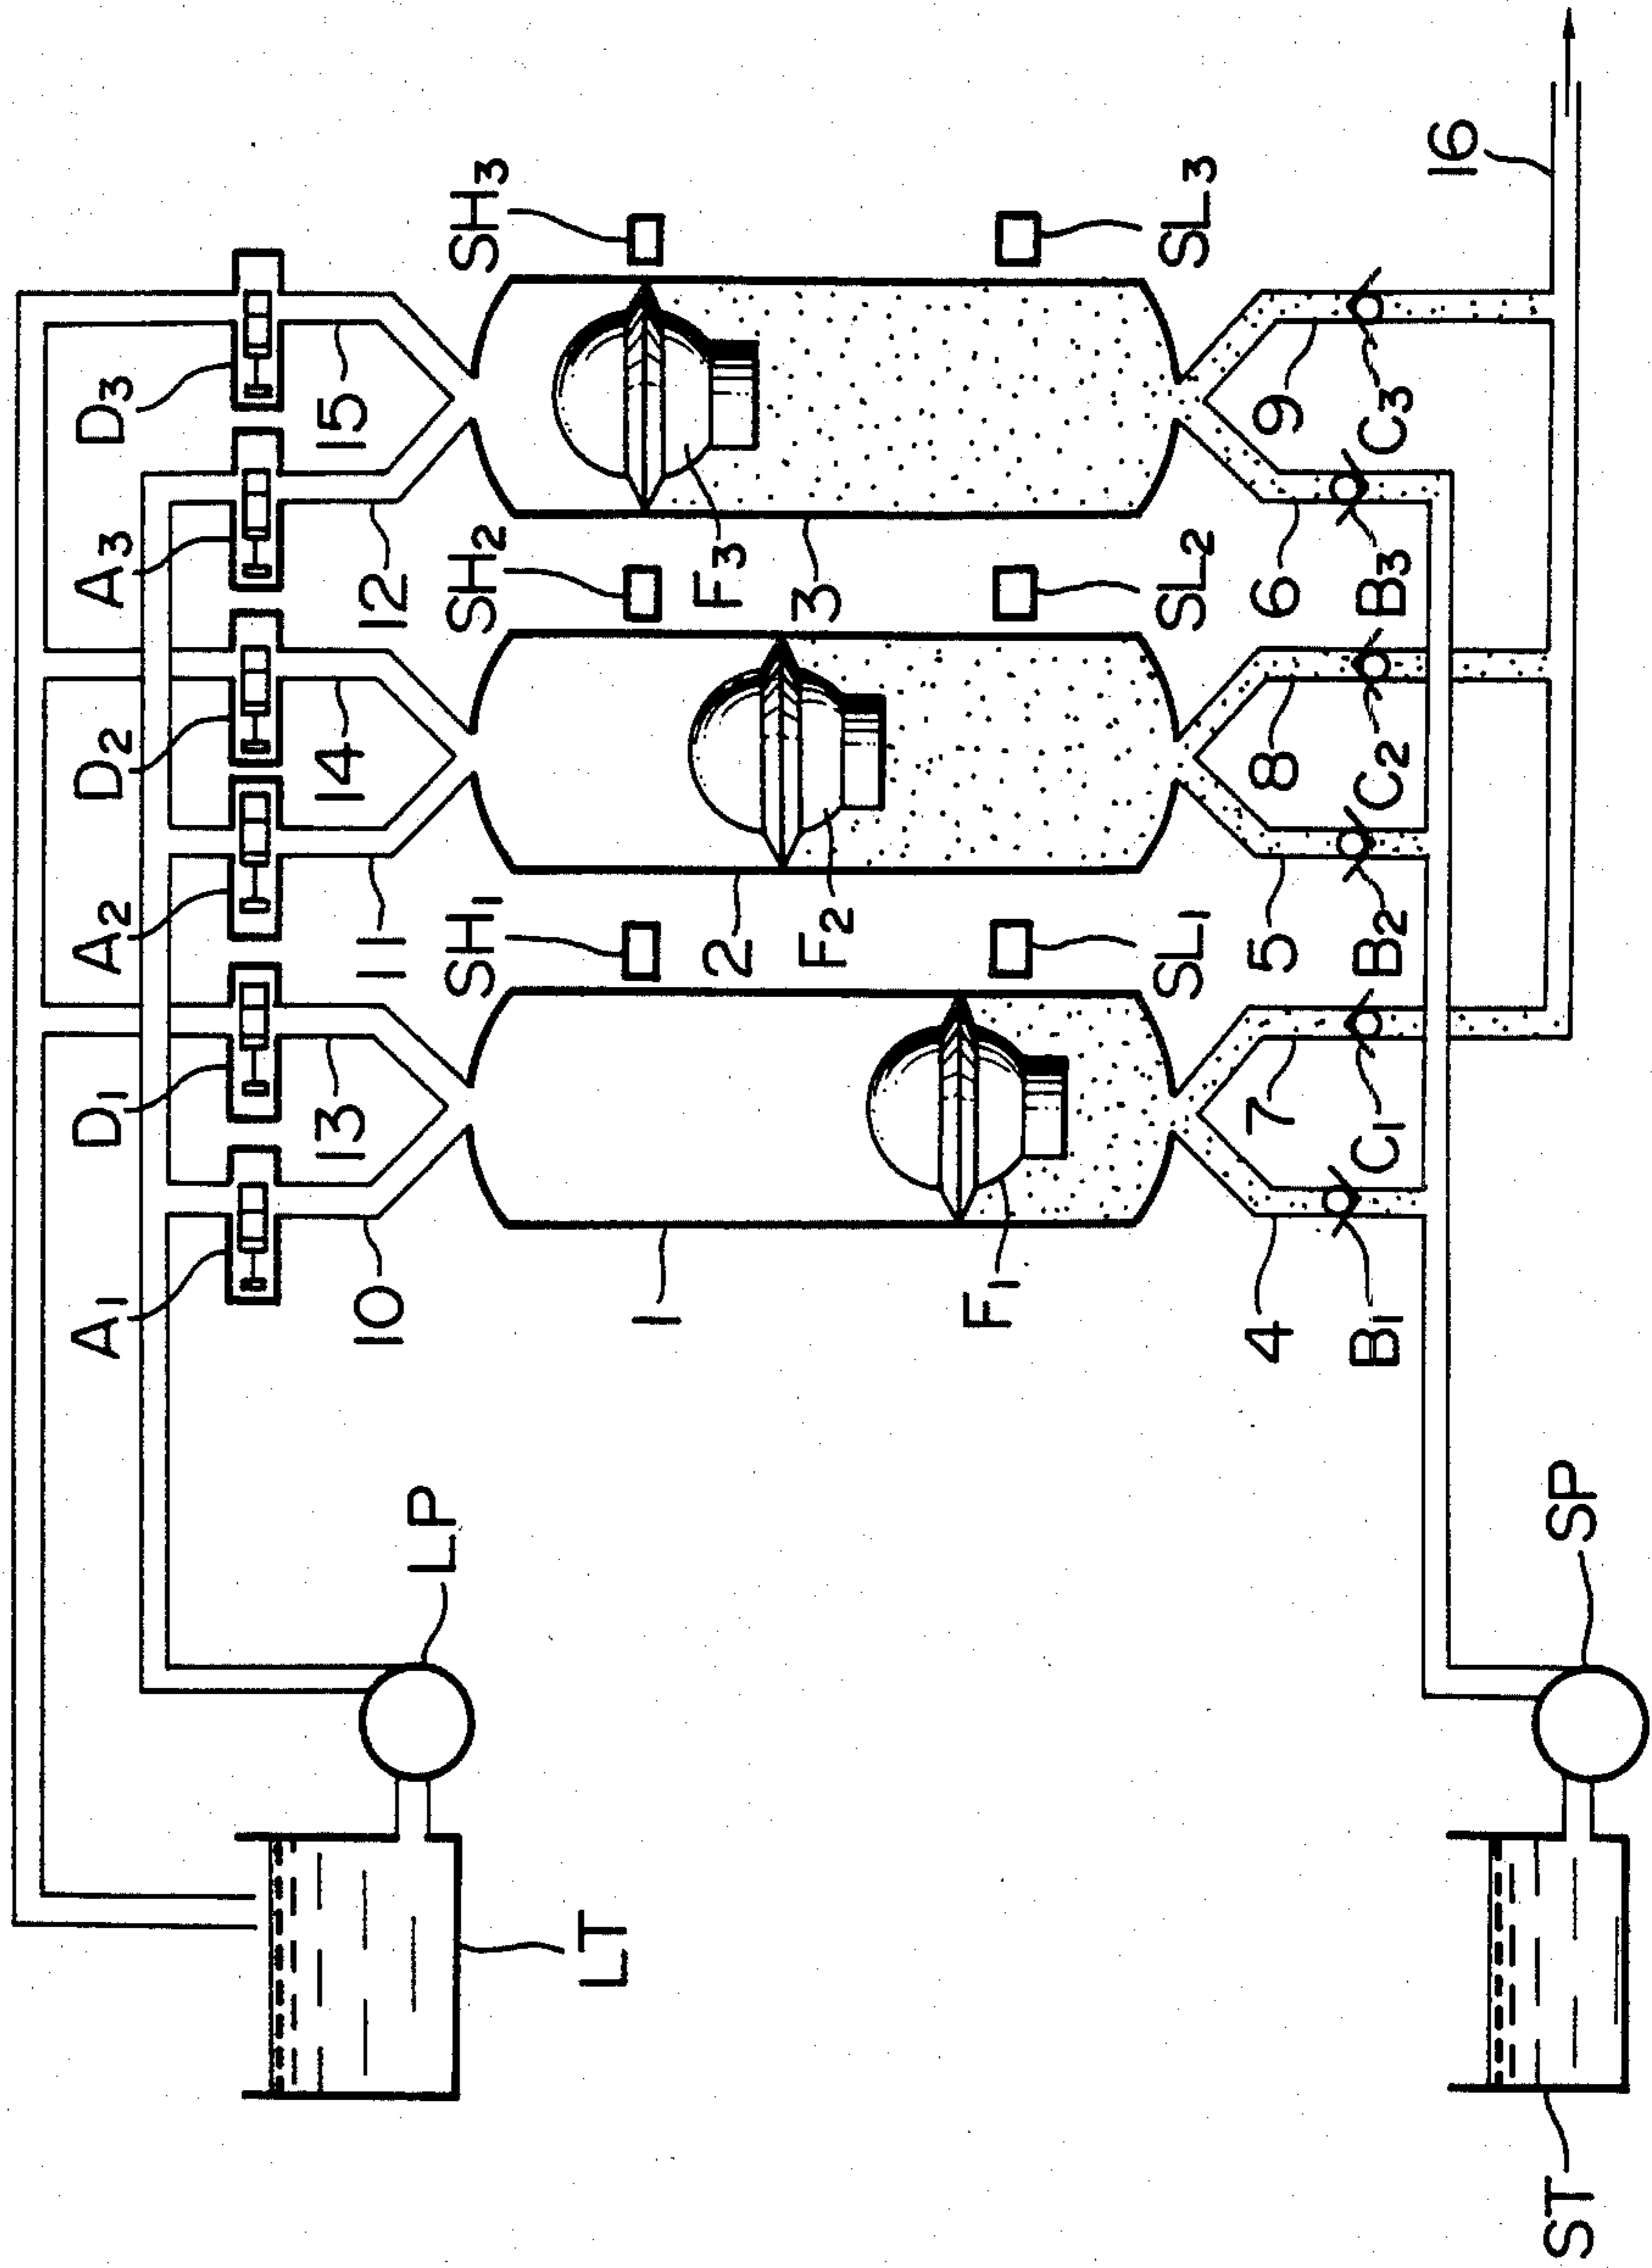 A1 D1 A2 D2 A3 D3
10 13 11 14 12 15
LP SH1 SH2 SH3
LT 1 2 F3
F2 3
F1
SL1 SL2 SL3
4 7 5 8 6 9
B1 C1 B2 C2 B3 C3
16
ST SP